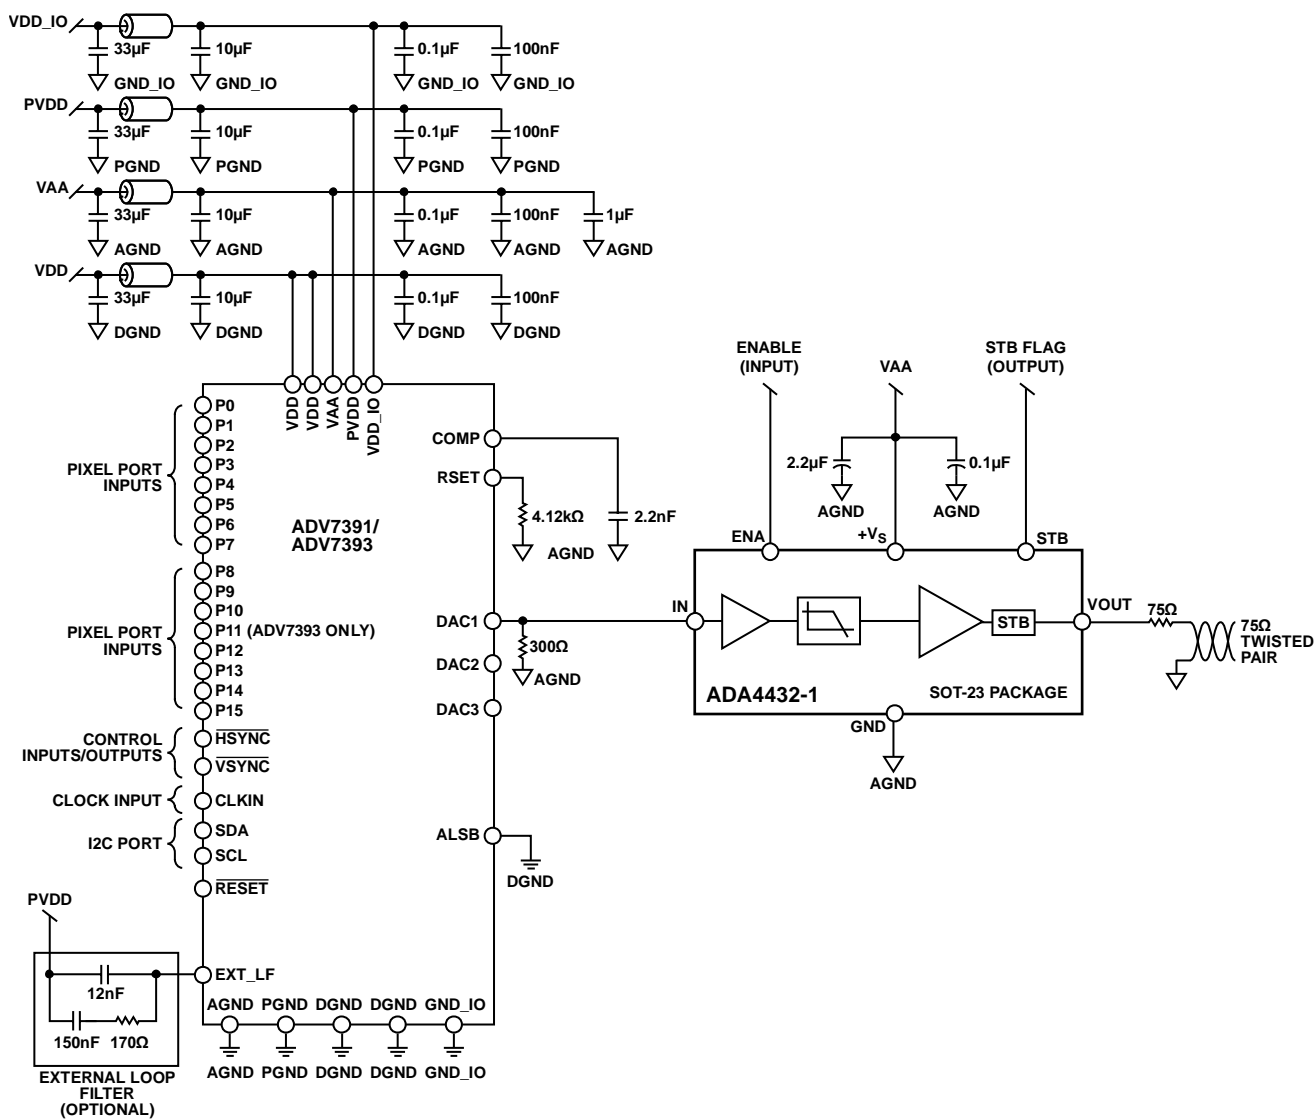 VDD_IO
33µF
10µF
0.1µF
100nF
GND_IO
GND_IO
GND_IO
GND_IO
PVDD
33µF
10µF
0.1µF
100nF
PGND
PGND
PGND
PGND
VAA
33µF
10µF
0.1µF
100nF
1µF
AGND
AGND
AGND
AGND
AGND
VDD
33µF
10µF
0.1µF
100nF
DGND
DGND
DGND
DGND
VDD
VDD
VAA
PVDD
VDD_IO
PIXEL PORT
INPUTS
P0
P1
P2
P3
P4
P5
P6
P7
PIXEL PORT
INPUTS
P8
P9
P10
P11 (ADV7393 ONLY)
P12
P13
P14
P15
CONTROL
INPUTS/OUTPUTS
HSYNC
VSYNC
CLOCK INPUT
CLKIN
I2C PORT
SDA
SCL
RESET
PVDD
EXT_LF
12nF
150nF
170Ω
EXTERNAL LOOP
FILTER
(OPTIONAL)
ADV7391/
ADV7393
COMP
RSET
4.12kΩ
2.2nF
AGND
DAC1
300Ω
AGND
DAC2
DAC3
ALSB
DGND
AGND
PGND
DGND
DGND
GND_IO
AGND
PGND
DGND
DGND
GND_IO
ENABLE
(INPUT)
VAA
STB FLAG
(OUTPUT)
2.2µF
0.1µF
AGND
AGND
ENA
+VS
STB
IN
STB
VOUT
75Ω
75Ω
TWISTED
PAIR
ADA4432-1
SOT-23 PACKAGE
GND
AGND